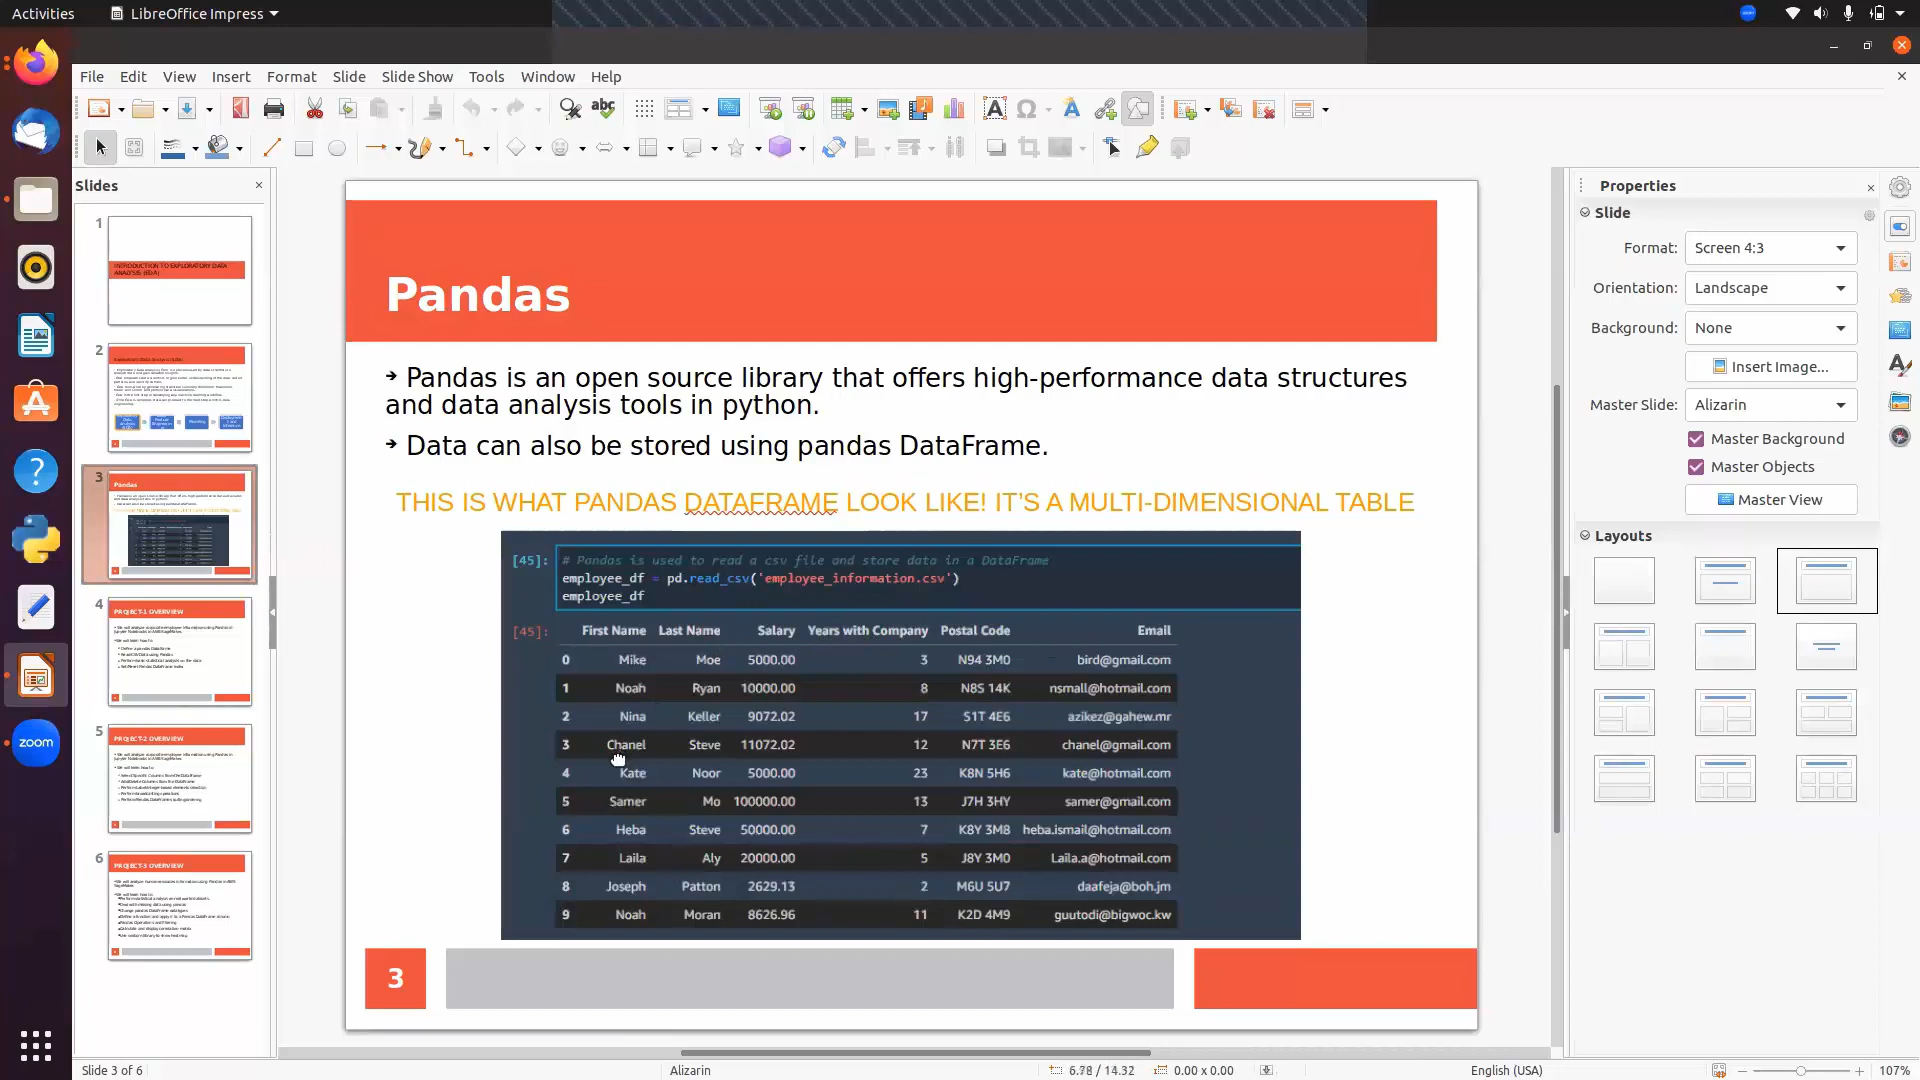 Activities
LibreOffice Impress
File Edit View Insert Format Slide Slide Show Tools Window Help
Slides
Properties
Slide
Format: Screen 4:3
Orientation: Landscape
Background: None
Insert Image...
Master Slide: Alizarin
Master Background
Master Objects
Master View
Layouts
1
INTRODUCTION TO EXPLORATORY DATA
ANALYSIS (EDA)
2
3
Pandas
4
PROJECT-1 OVERVIEW
5
PROJECT-2 OVERVIEW
6
PROJECT-3 OVERVIEW
Pandas
Pandas is an open source library that offers high-performance data structures
and data analysis tools in python.
Data can also be stored using pandas DataFrame.
THIS IS WHAT PANDAS DATAFRAME LOOK LIKE! IT'S A MULTI-DIMENSIONAL TABLE
[45]: # Pandas is used to read a csv file and store data in a DataFrame
employee_df = pd.read_csv('employee_information.csv')
employee_df
[45]: First Name Last Name Salary Years with Company Postal Code Email
0 Mike Moe 5000.00 3 N94 3M0 bird@gmail.com
1 Noah Ryan 10000.00 8 N8S 14K nsmall@hotmail.com
2 Nina Keller 9072.02 17 S1T 4E6 azikez@gahew.mr
3 Chanel Steve 11072.02 12 N7T 3E6 chanel@gmail.com
4 Kate Noor 5000.00 23 K8N 5H6 kate@hotmail.com
5 Samer Mo 100000.00 13 J7H 3HY samer@gmail.com
6 Heba Steve 50000.00 7 K8Y 3M8 heba.ismail@hotmail.com
7 Laila Aly 20000.00 5 J8Y 3M0 Laila.a@hotmail.com
8 Joseph Patton 2629.13 2 M6U 5U7 daafeja@boh.jm
9 Noah Moran 8626.96 11 K2D 4M9 guutodi@bigwoc.kw
3
zoom
Slide 3 of 6
Alizarin
6.78 / 14.32
0.00 x 0.00
English (USA)
107%